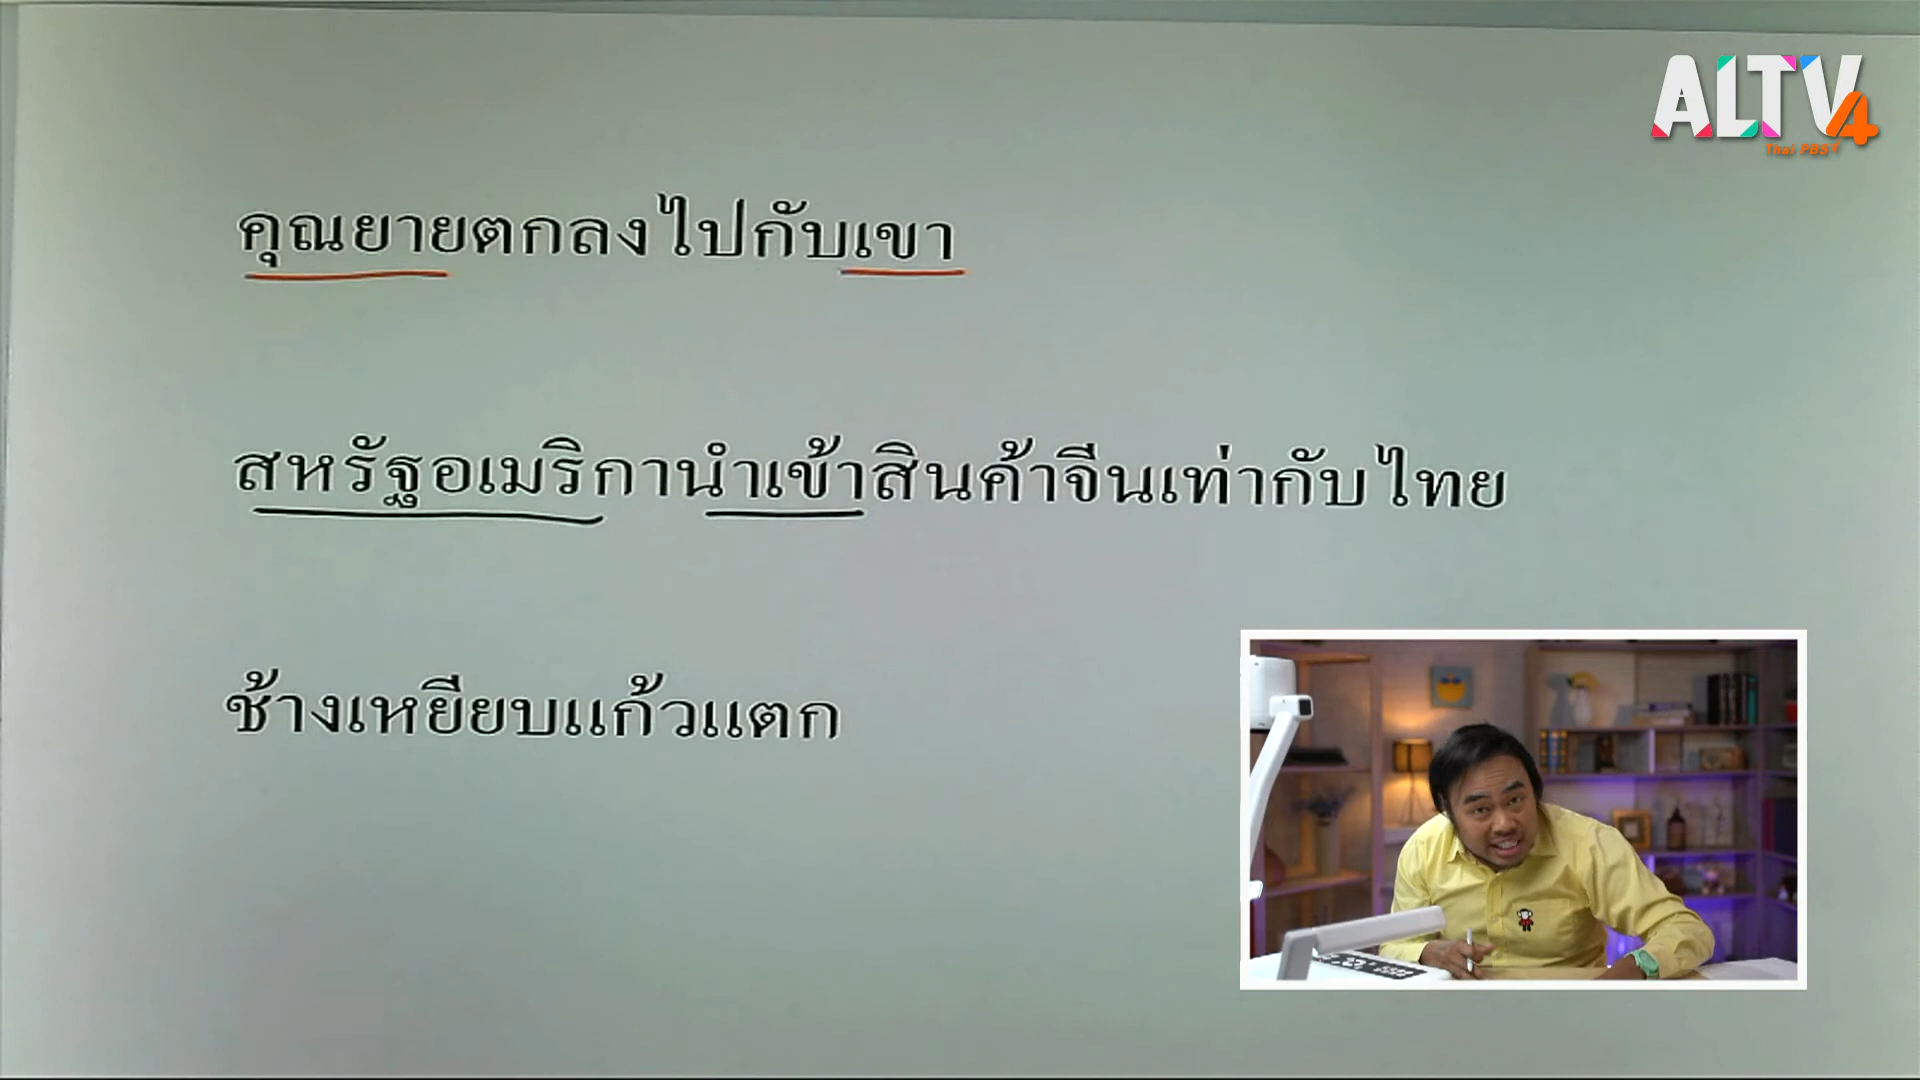 ALTV4
Thai PBS
คุณยายตกลงไปกับเขา
สหรัฐอเมริกานำเข้าสินค้าจีนเท่ากับไทย
ช้างเหยียบแก้วแตก